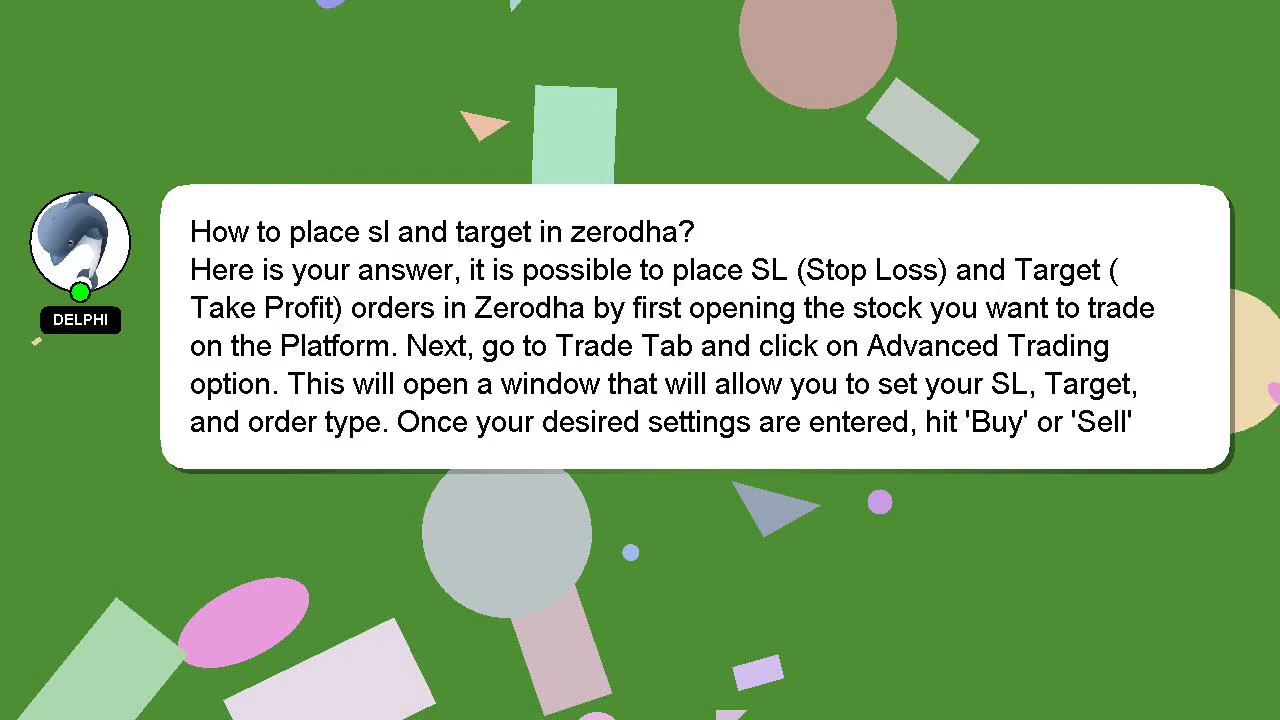 How to place sl and target in zerodha?
Here is your answer, it is possible to place SL (Stop Loss) and Target (
Take Profit) orders in Zerodha by first opening the stock you want to trade
on the Platform. Next, go to Trade Tab and click on Advanced Trading
option. This will open a window that will allow you to set your SL, Target,
and order type. Once your desired settings are entered, hit 'Buy' or 'Sell'
DELPHI